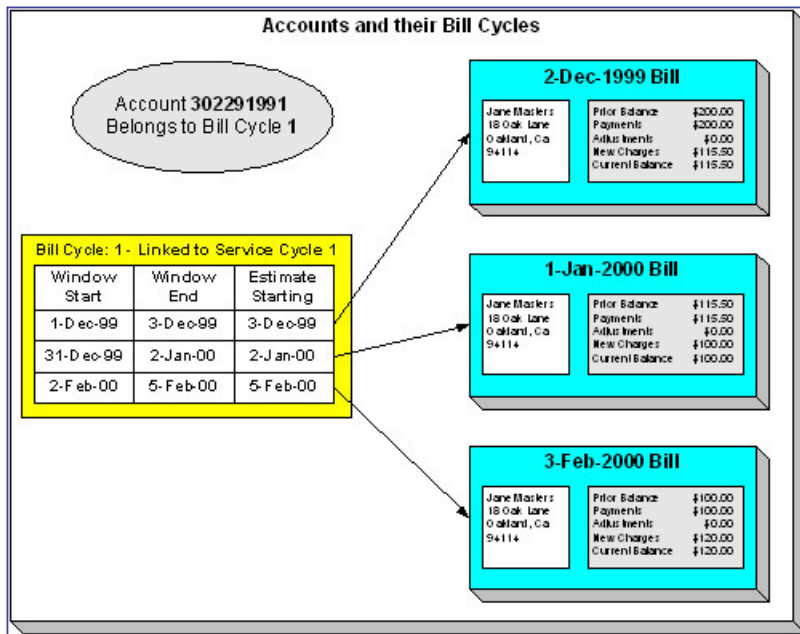 Accounts and their Bill Cycles
Account 302291991
Belongs to Bill Cycle 1
Bill Cycle: 1 - Linked to Service Cycle 1
Window Start Window End Estimate Starting
1-Dec-99 3-Dec-99 3-Dec-99
31-Dec-99 2-Jan-00 2-Jan-00
2-Feb-00 5-Feb-00 5-Feb-00
2-Dec-1999 Bill
Jane Masters
18 Oak Lane
Oakland, Ca
94114
Prior Balance $200.00
Payments $200.00
Adjustments $0.00
New Charges $115.50
Current Balance $115.50
1-Jan-2000 Bill
Jane Masters
18 Oak Lane
Oakland, Ca
94114
Prior Balance $115.50
Payments $115.50
Adjustments $0.00
New Charges $100.00
Current Balance $100.00
3-Feb-2000 Bill
Jane Masters
18 Oak Lane
Oakland, Ca
94114
Prior Balance $100.00
Payments $100.00
Adjustments $0.00
New Charges $120.00
Current Balance $120.00